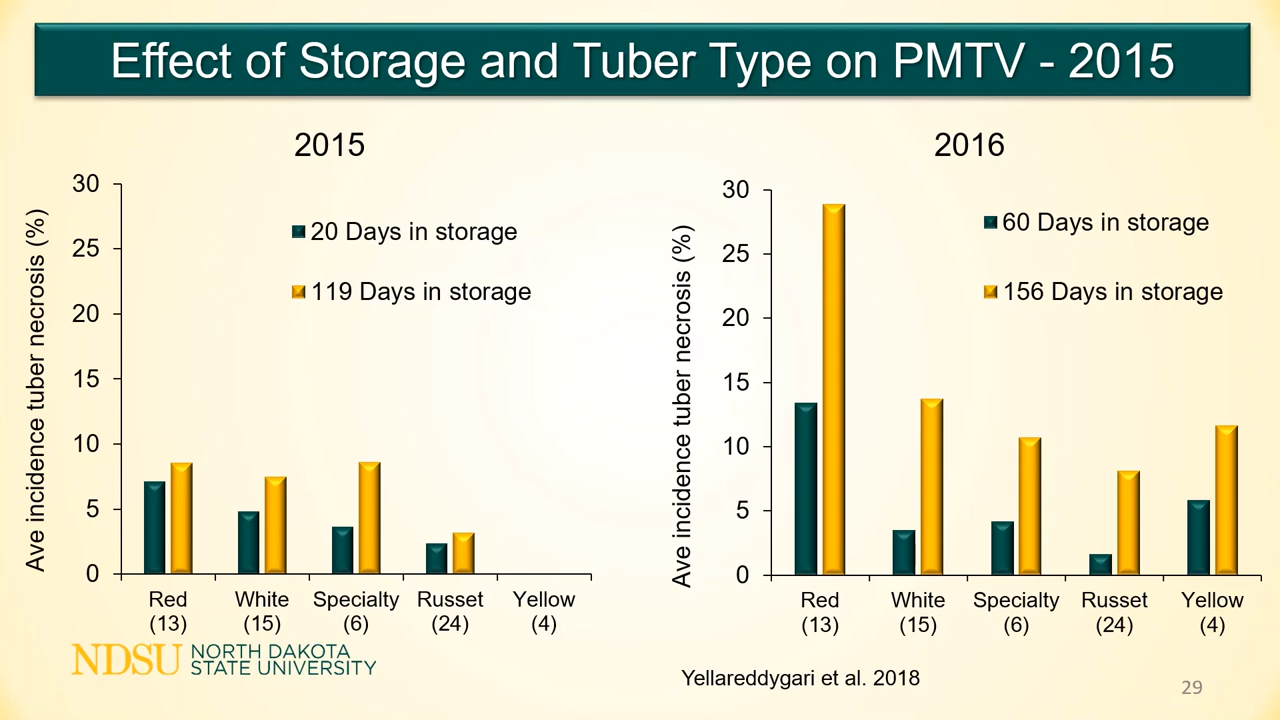 Effect of Storage and Tuber Type on PMTV - 2015
2015
30
25
20
15
10
5
0
Ave incidence tuber necrosis (%)
20 Days in storage
119 Days in storage
Red
(13)
White
(15)
Specialty
(6)
Russet
(24)
Yellow
(4)
2016
30
25
20
15
10
5
0
Ave incidence tuber necrosis (%)
60 Days in storage
156 Days in storage
Red
(13)
White
(15)
Specialty
(6)
Russet
(24)
Yellow
(4)
NDSU
NORTH DAKOTA
STATE UNIVERSITY
Yellareddygari et al. 2018
29